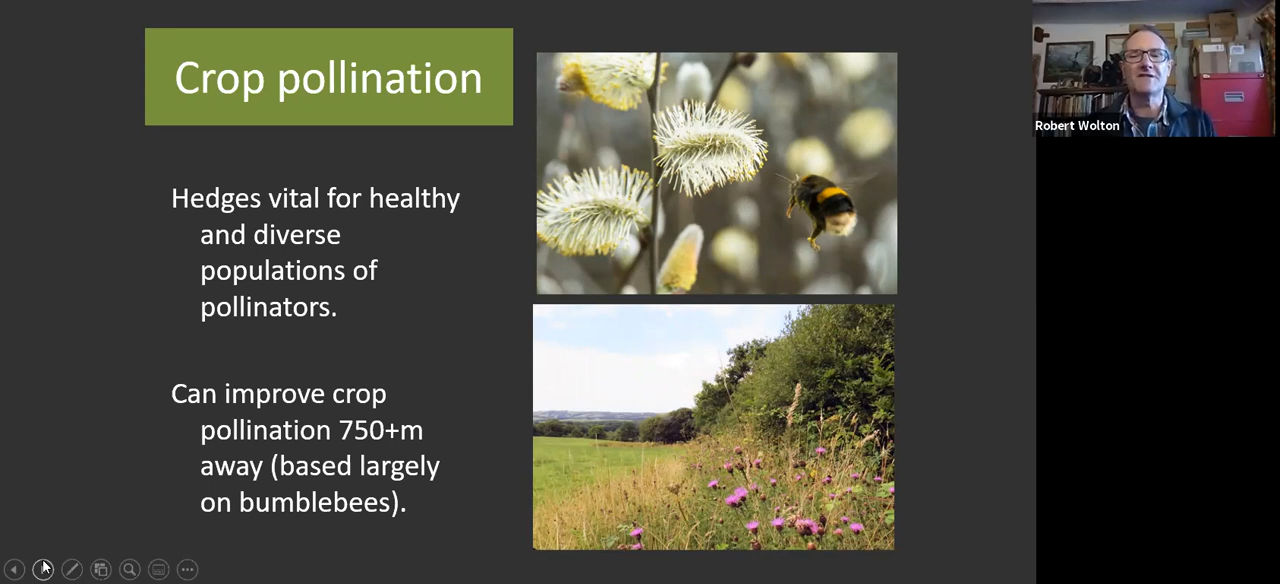 Crop pollination
Hedges vital for healthy
and diverse
populations of
pollinators.
Can improve crop
pollination 750+m
away (based largely
on bumblebees).
Robert Wolton